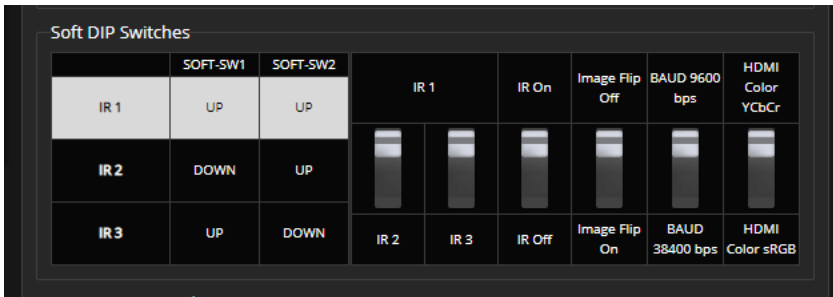 Soft DIP Switches
SOFT-SW1 SOFT-SW2
IR 1 UP UP
IR 2 DOWN UP
IR 3 UP DOWN
IR 1
IR On
Image Flip
Off
BAUD 9600
bps
HDMI
Color
YCbCr
IR 2
IR 3
IR Off
Image Flip
On
BAUD
38400 bps
HDMI
Color sRGB